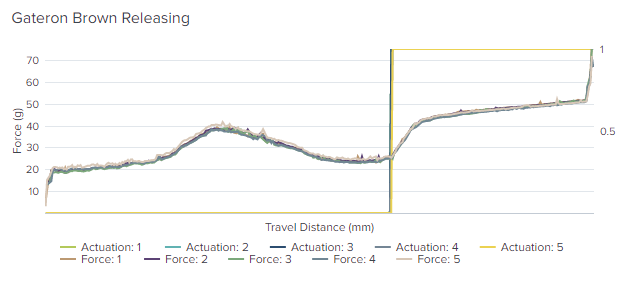 Gateron Brown Releasing
70
60
50
40
30
20
10
Force (g)
1
0.5
Travel Distance (mm)
Actuation: 1 Actuation: 2 Actuation: 3 Actuation: 4 Actuation: 5
Force: 1 Force: 2 Force: 3 Force: 4 Force: 5